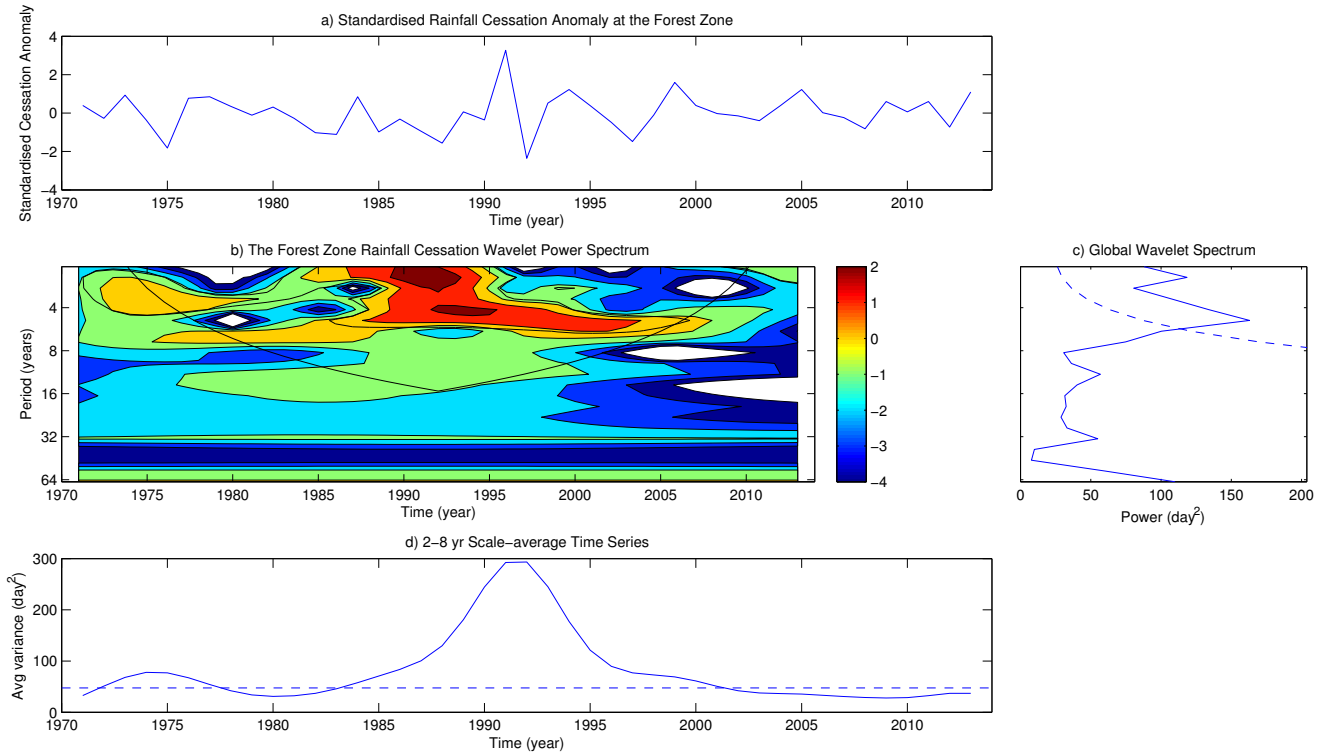 a) Standardised Rainfall Cessation Anomaly at the Forest Zone
Standardised Cessation Anomaly
4
2
0
−2
−4
1970 1975 1980 1985 1990 1995 2000 2005 2010
Time (year)
b) The Forest Zone Rainfall Cessation Wavelet Power Spectrum
Period (years)
4
8
16
32
64
1970 1975 1980 1985 1990 1995 2000 2005 2010
Time (year)
2
1
0
−1
−2
−3
−4
c) Global Wavelet Spectrum
0 50 100 150 200
Power (day²)
d) 2−8 yr Scale−average Time Series
Avg variance (day²)
300
200
100
0
1970 1975 1980 1985 1990 1995 2000 2005 2010
Time (year)